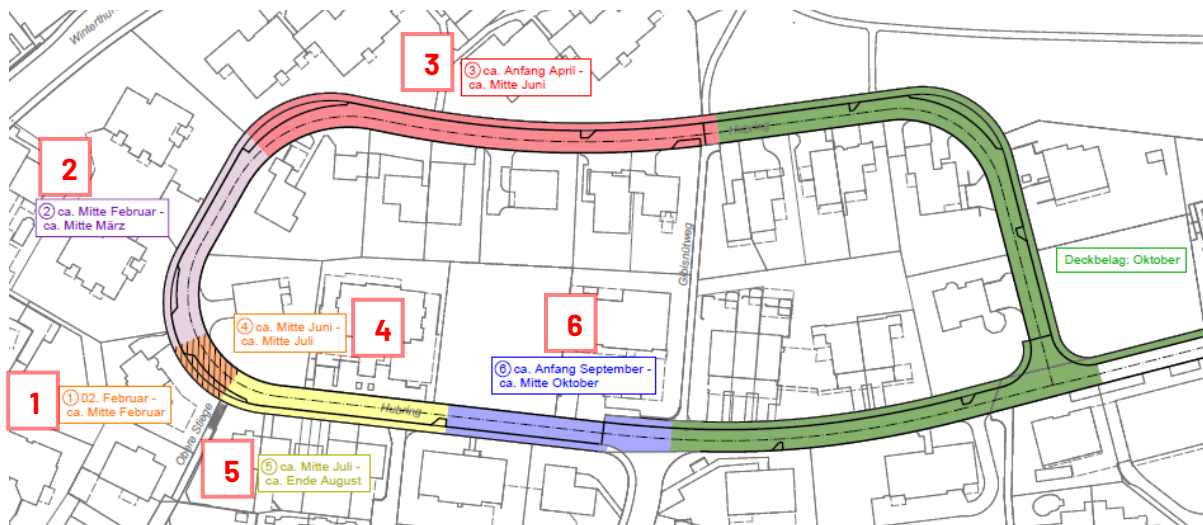 Winterthu
3
③ ca. Anfang April -
ca. Mitte Juni
Hubring
2
② ca. Mitte Februar -
ca. Mitte März
Gibisnütweg
Deckbelag: Oktober
④ ca. Mitte Juni -
ca. Mitte Juli
4
6
⑥ ca. Anfang September -
ca. Mitte Oktober
1
① 02. Februar -
ca. Mitte Februar
Hubring
Obere Stiege
5
⑤ ca. Mitte Juli -
ca. Ende August